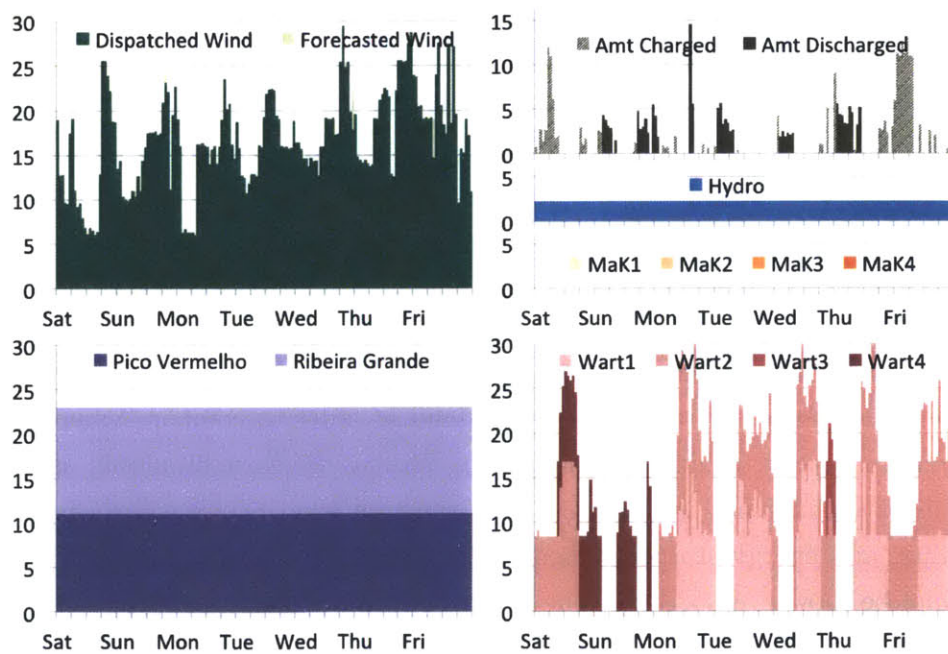 30
25
20
15
10
5
0
Dispatched Wind Forecasted Wind
Sat Sun Mon Tue Wed Thu Fri
15
10
5
0
Amt Charged Amt Discharged
5
0
Hydro
5
0
MaK1 MaK2 MaK3 MaK4
Sat Sun Mon Tue Wed Thu Fri
30
25
20
15
10
5
0
Pico Vermelho Ribeira Grande
Sat Sun Mon Tue Wed Thu Fri
30
25
20
15
10
5
0
Wart1 Wart2 Wart3 Wart4
Sat Sun Mon Tue Wed Thu Fri